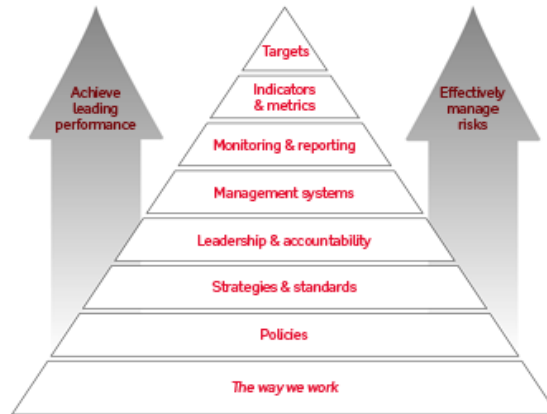 Targets
Achieve
leading
performance
Indicators
& metrics
Effectively
manage
risks
Monitoring & reporting
Management systems
Leadership & accountability
Strategies & standards
Policies
The way we work